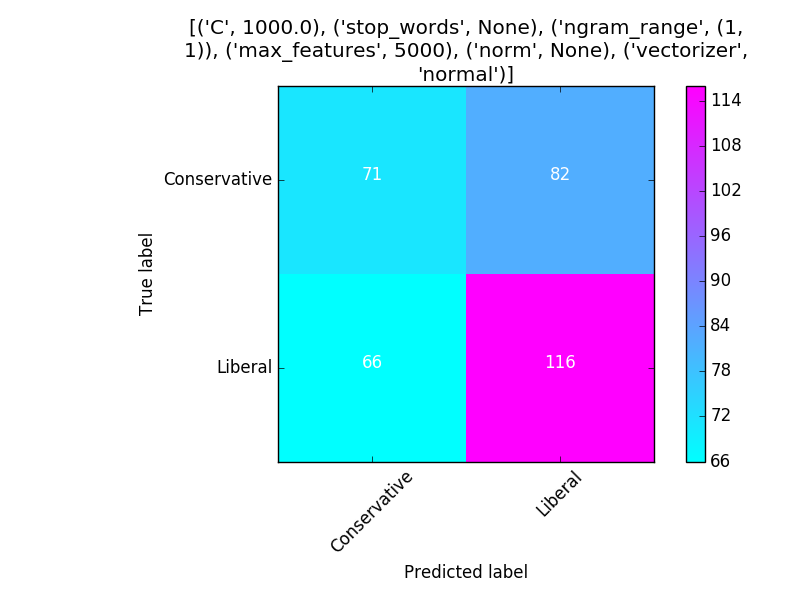 [('C', 1000.0), ('stop_words', None), ('ngram_range', (1,
1)), ('max_features', 5000), ('norm', None), ('vectorizer',
'normal')]
114
108
102
96
90
84
78
72
66
Conservative
71
82
True label
Liberal
66
116
Conservative
Liberal
Predicted label